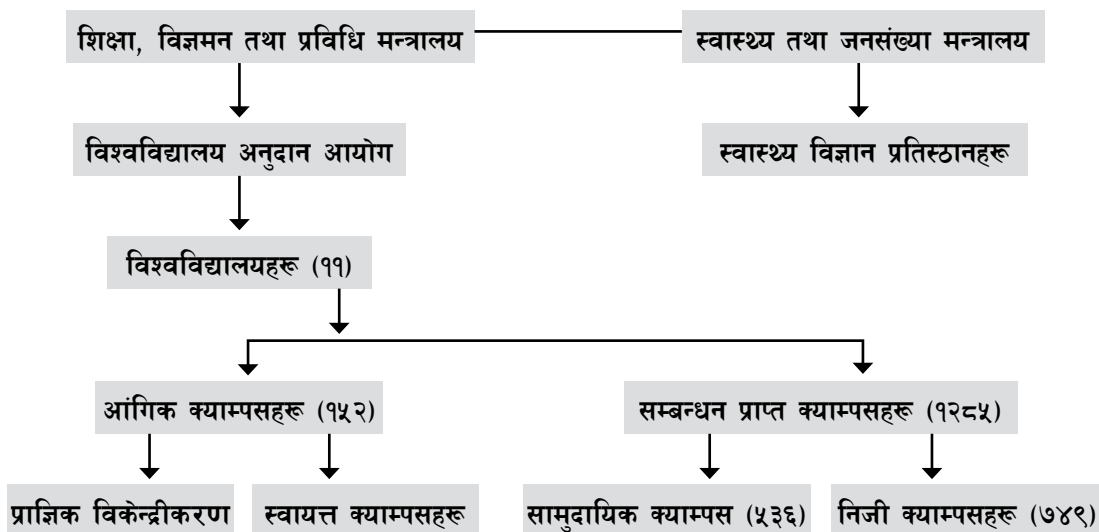 शिक्षा, विज्ञमन तथा प्रविधि मन्त्रालय
स्वास्थ्य तथा जनसंख्या मन्त्रालय
विश्वविद्यालय अनुदान आयोग
स्वास्थ्य विज्ञान प्रतिस्ठानहरू
विश्वविद्यालयहरू (११)
आंगिक क्याम्पसहरू (१५२)
सम्बन्धन प्राप्त क्याम्पसहरू (१२८५)
प्राज्ञिक विकेन्द्रीकरण
स्वायत्त क्याम्पसहरू
सामुदायिक क्याम्पस (५३६)
निजी क्याम्पसहरू (७४९)